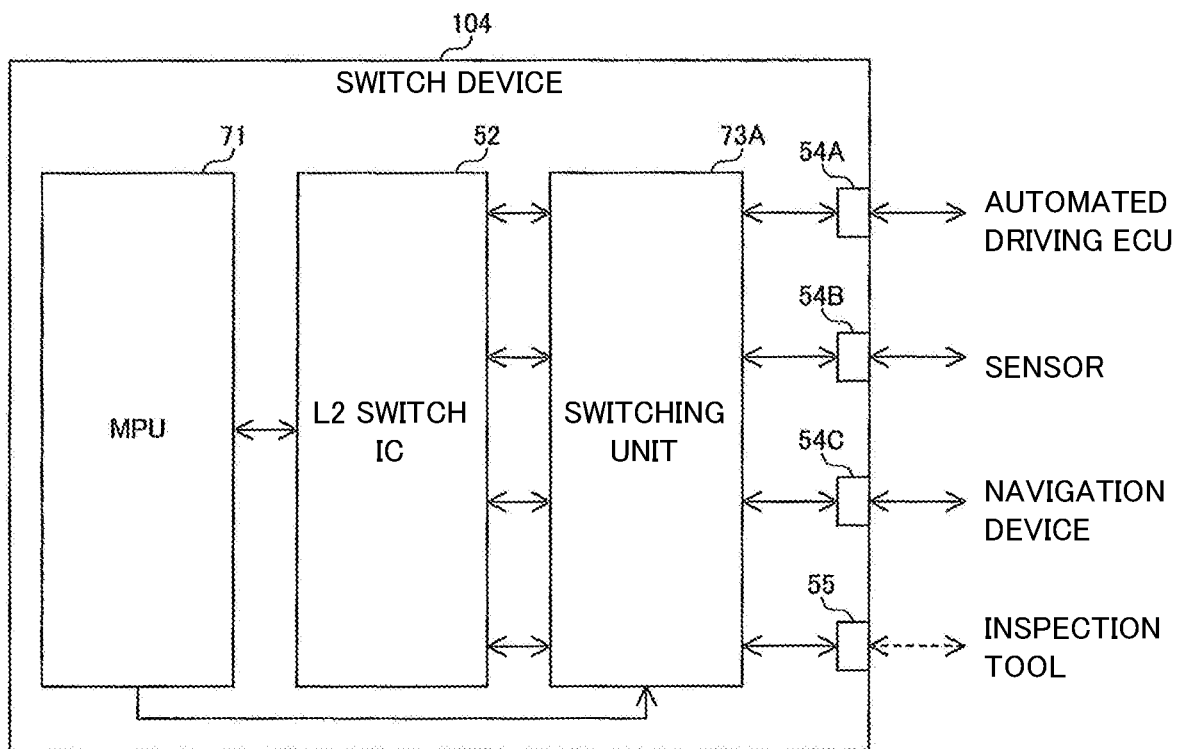 104
SWITCH DEVICE
71
52
73A
54A
AUTOMATED
DRIVING ECU
54B
SENSOR
MPU
L2 SWITCH
IC
SWITCHING
UNIT
54C
NAVIGATION
DEVICE
55
INSPECTION
TOOL